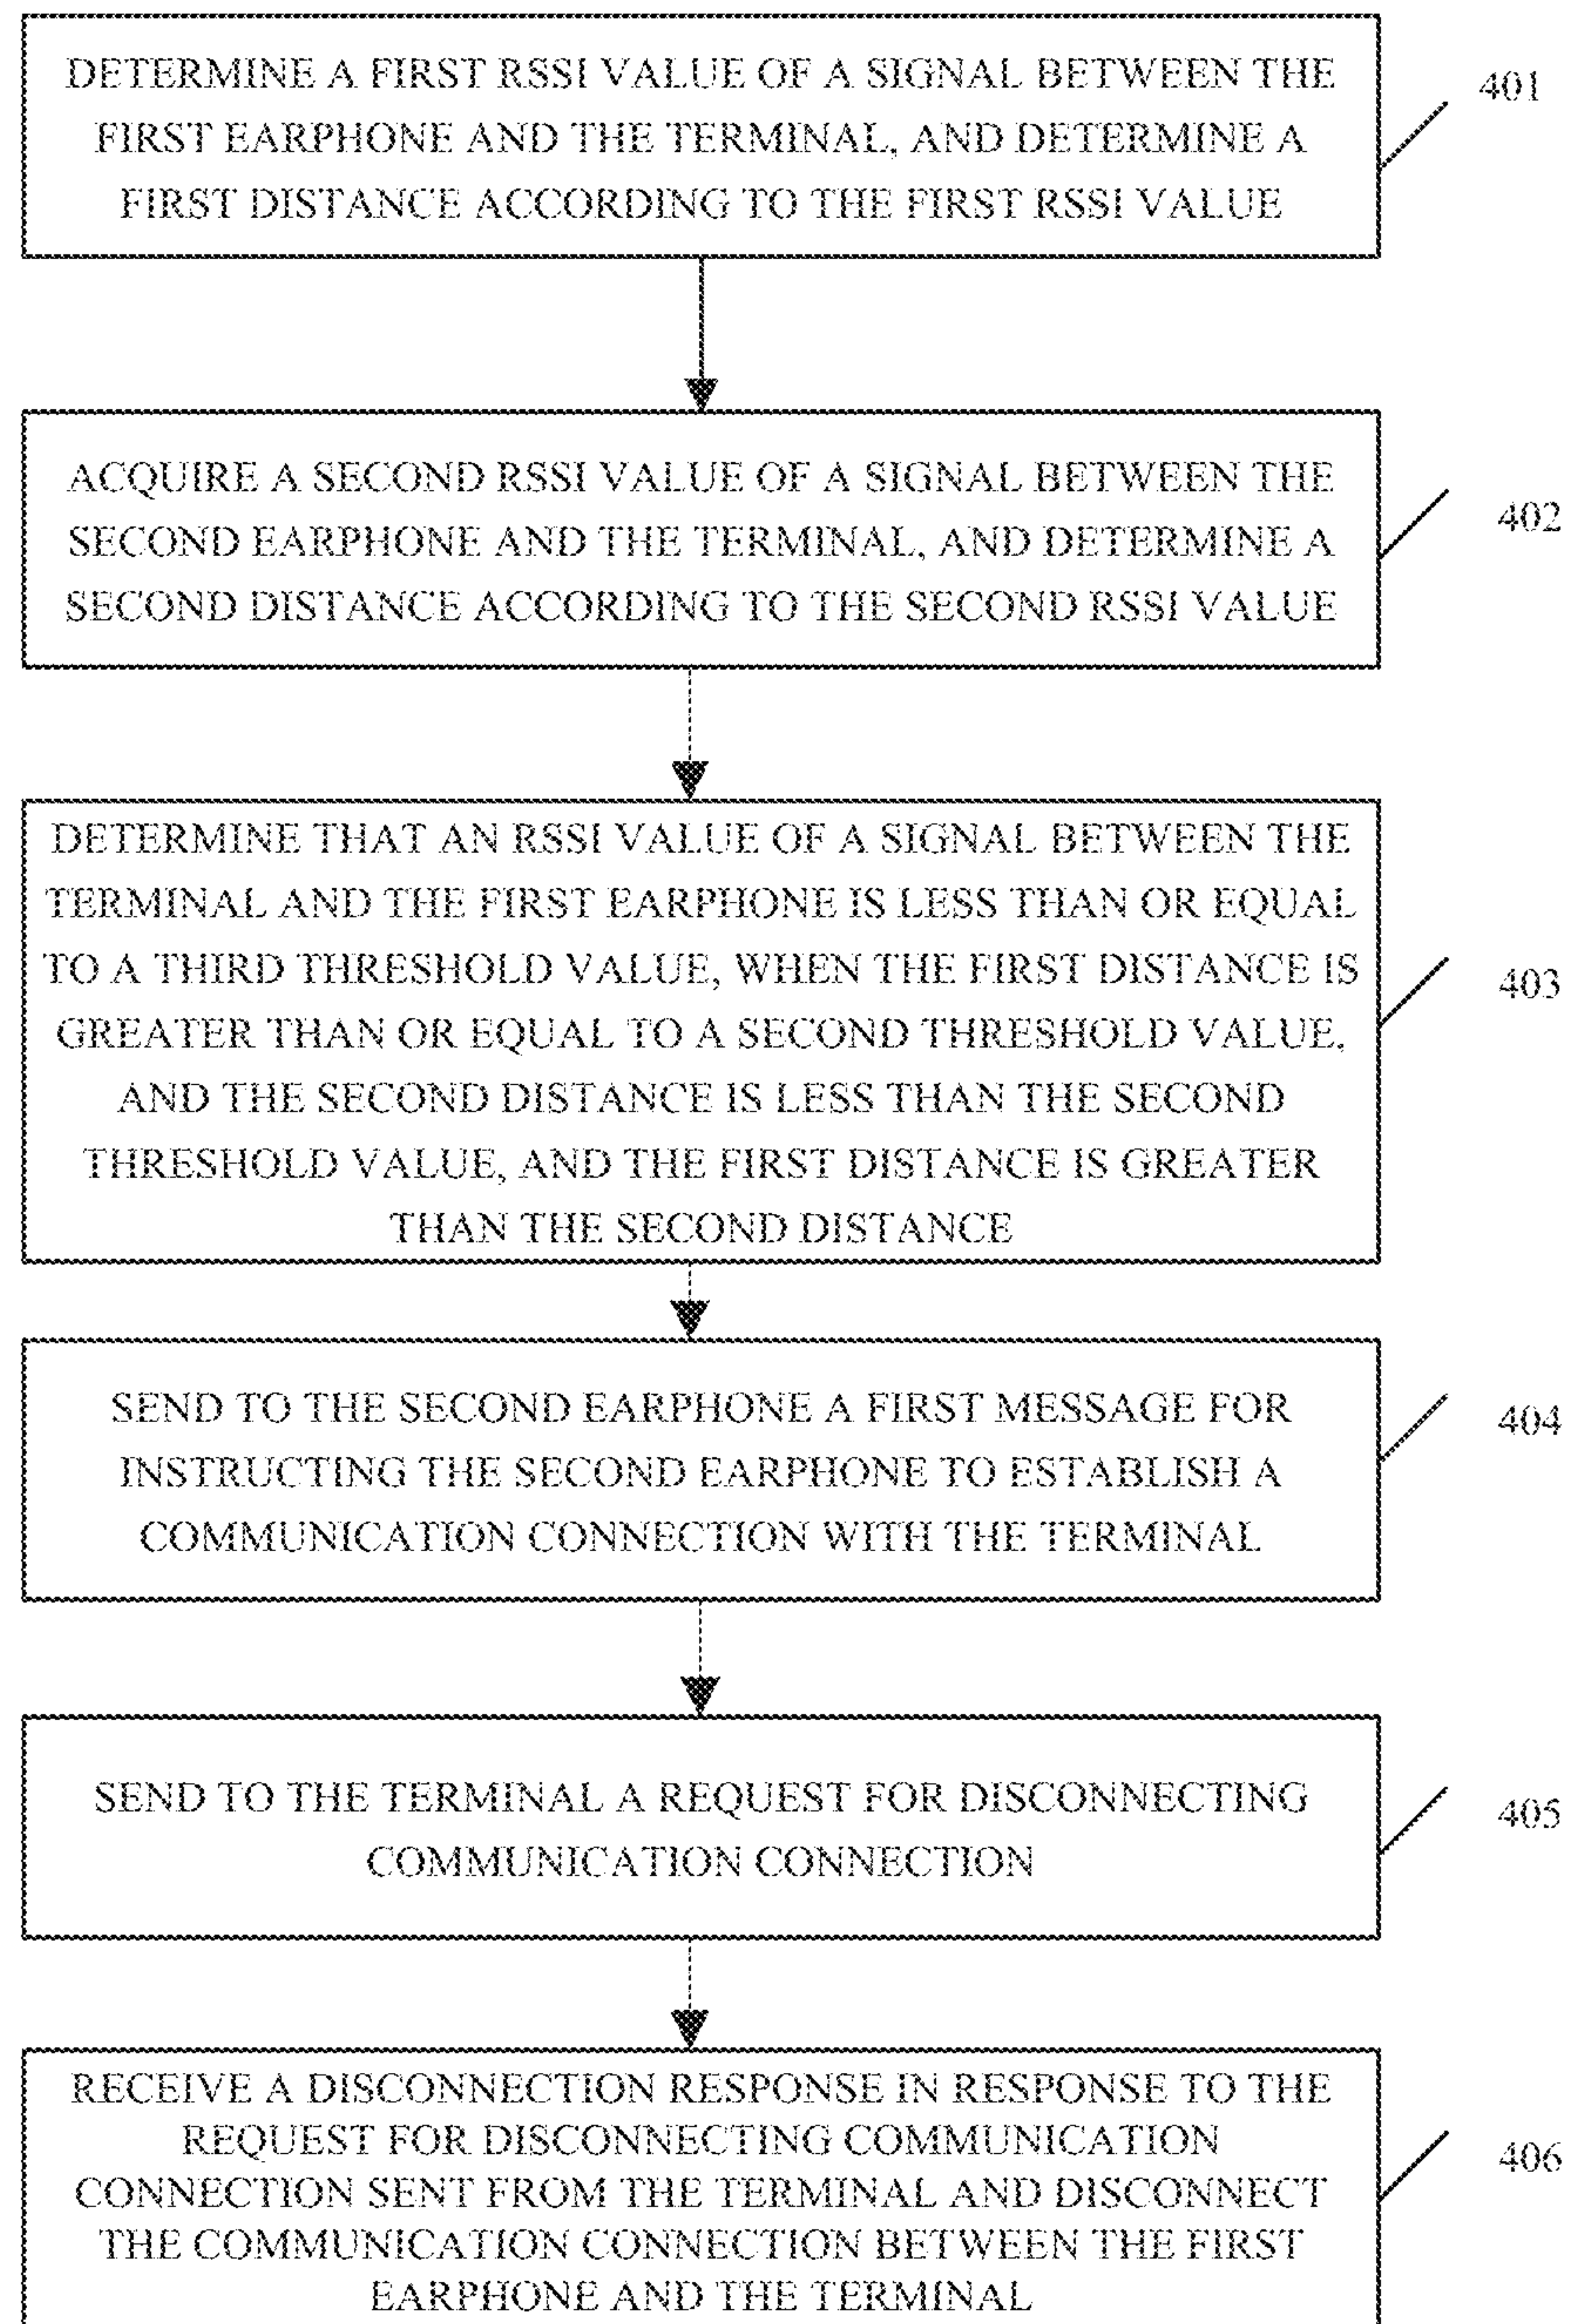 DETERMINE A FIRST RSSI VALUE OF A SIGNAL BETWEEN THE
FIRST EARPHONE AND THE TERMINAL, AND DETERMINE A
FIRST DISTANCE ACCORDING TO THE FIRST RSSI VALUE
401
ACQUIRE A SECOND RSSI VALUE OF A SIGNAL BETWEEN THE
SECOND EARPHONE AND THE TERMINAL, AND DETERMINE A
SECOND DISTANCE ACCORDING TO THE SECOND RSSI VALUE
402
DETERMINE THAT AN RSSI VALUE OF A SIGNAL BETWEEN THE
TERMINAL AND THE FIRST EARPHONE IS LESS THAN OR EQUAL
TO A THIRD THRESHOLD VALUE, WHEN THE FIRST DISTANCE IS
GREATER THAN OR EQUAL TO A SECOND THRESHOLD VALUE,
AND THE SECOND DISTANCE IS LESS THAN THE SECOND
THRESHOLD VALUE, AND THE FIRST DISTANCE IS GREATER
THAN THE SECOND DISTANCE
403
SEND TO THE SECOND EARPHONE A FIRST MESSAGE FOR
INSTRUCTING THE SECOND EARPHONE TO ESTABLISH A
COMMUNICATION CONNECTION WITH THE TERMINAL
404
SEND TO THE TERMINAL A REQUEST FOR DISCONNECTING
COMMUNICATION CONNECTION
405
RECEIVE A DISCONNECTION RESPONSE IN RESPONSE TO THE
REQUEST FOR DISCONNECTING COMMUNICATION
CONNECTION SENT FROM THE TERMINAL AND DISCONNECT
THE COMMUNICATION CONNECTION BETWEEN THE FIRST
EARPHONE AND THE TERMINAL
406